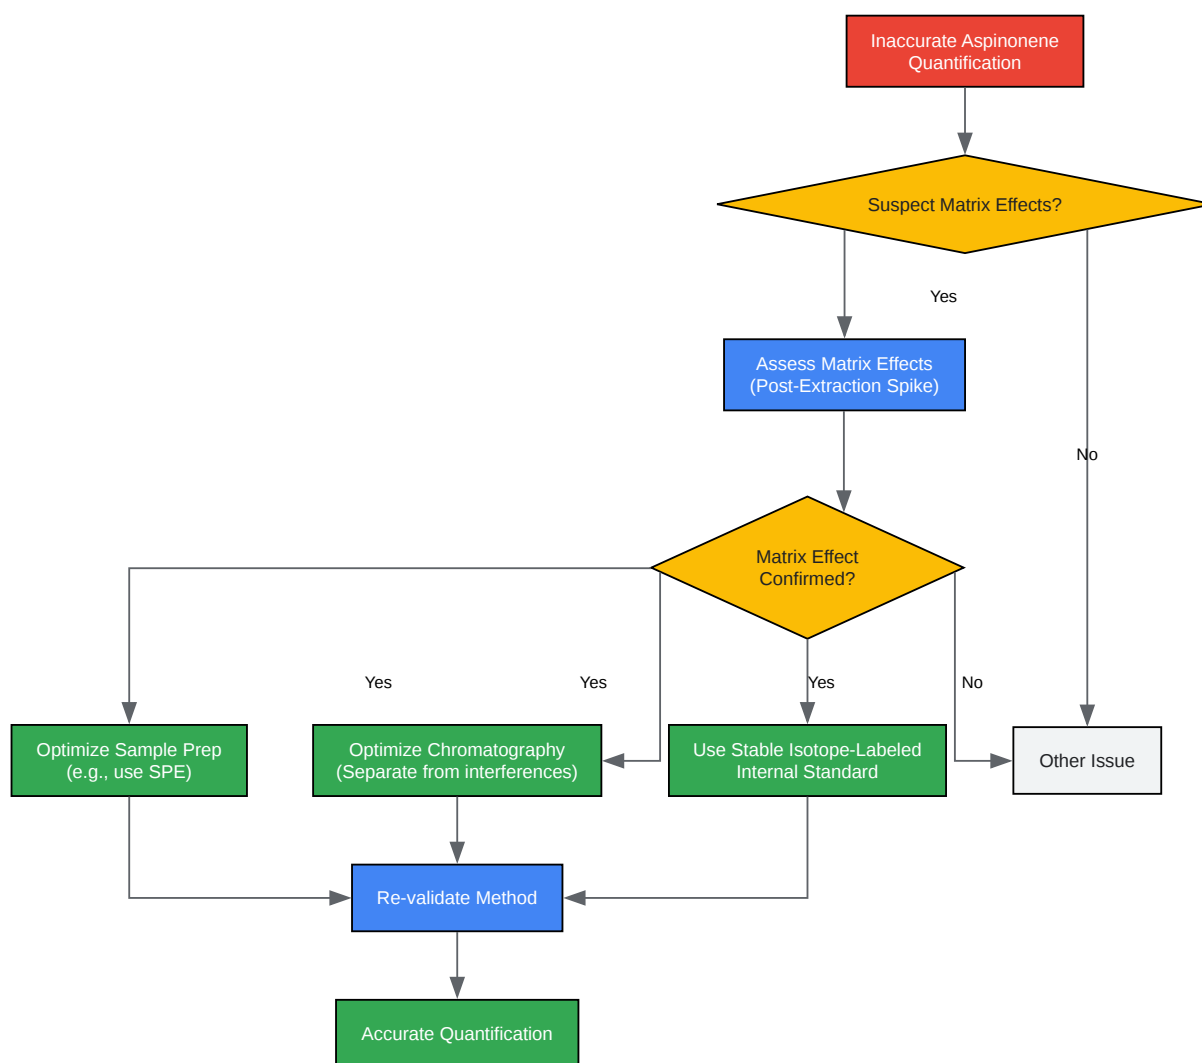 Inaccurate Aspinonene
Quantification
Suspect Matrix Effects?
Yes
Assess Matrix Effects
(Post-Extraction Spike)
No
Matrix Effect
Confirmed?
Yes
Yes
Yes
No
Optimize Sample Prep
(e.g., use SPE)
Optimize Chromatography
(Separate from interferences)
Use Stable Isotope-Labeled
Internal Standard
Other Issue
Re-validate Method
Accurate Quantification